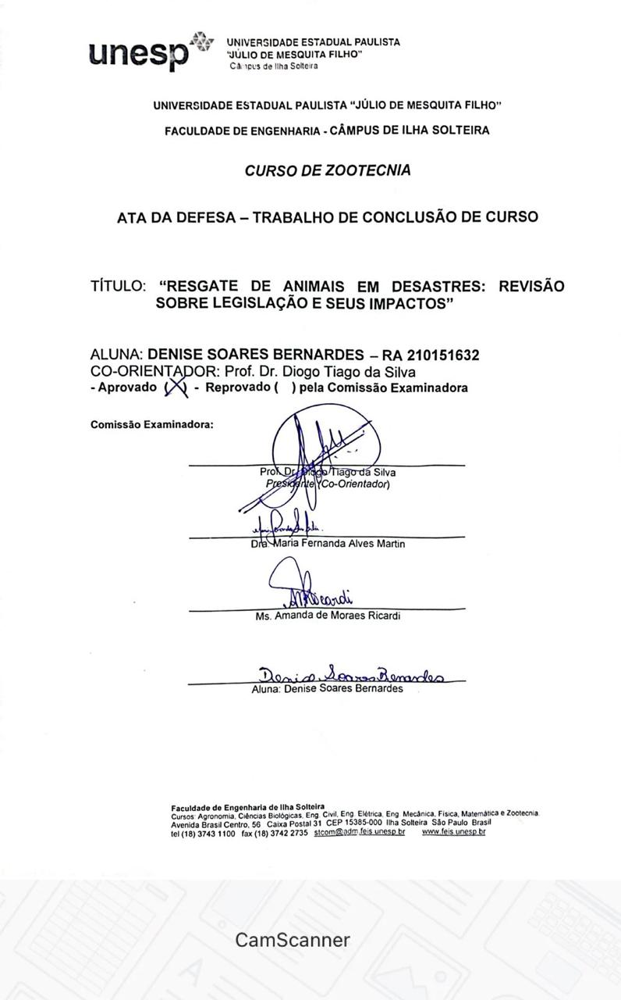 unesp
UNIVERSIDADE ESTADUAL PAULISTA
"JÚLIO DE MESQUITA FILHO"
Câmpus de Ilha Solteira
UNIVERSIDADE ESTADUAL PAULISTA "JÚLIO DE MESQUITA FILHO"
FACULDADE DE ENGENHARIA - CÂMPUS DE ILHA SOLTEIRA
CURSO DE ZOOTECNIA
ATA DA DEFESA – TRABALHO DE CONCLUSÃO DE CURSO
TÍTULO: "RESGATE DE ANIMAIS EM DESASTRES: REVISÃO
SOBRE LEGISLAÇÃO E SEUS IMPACTOS"
ALUNA: DENISE SOARES BERNARDES – RA 210151632
CO-ORIENTADOR: Prof. Dr. Diogo Tiago da Silva
- Aprovado (X) - Reprovado ( ) pela Comissão Examinadora
Comissão Examinadora:
Prof. Dr. Diogo Tiago da Silva
Presidente (Co-Orientador)
Dra. Maria Fernanda Alves Martin
ARicardi
Ms. Amanda de Moraes Ricardi
Denise Soares Bernardes
Aluna: Denise Soares Bernardes
Faculdade de Engenharia de Ilha Solteira
Cursos: Agronomia, Ciências Biológicas, Eng. Civil, Eng. Elétrica, Eng. Mecânica, Física, Matemática e Zootecnia.
Avenida Brasil Centro, 56 Caixa Postal 31 CEP 15385-000 Ilha Solteira São Paulo Brasil
tel (18) 3743 1100 fax (18) 3742 2735 stcom@adm.feis.unesp.br www.feis.unesp.br
CamScanner